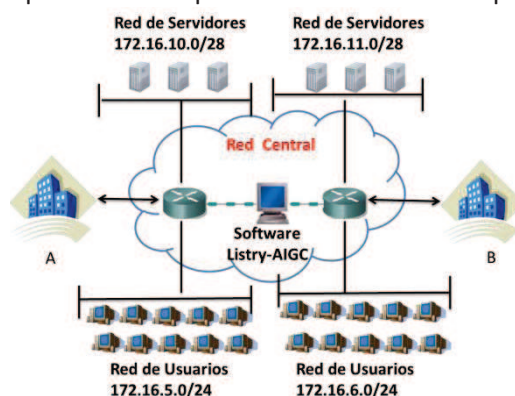 Red de Servidores
172.16.10.0/28
Red de Servidores
172.16.11.0/28
Red Central
A
Software
Listry-AIGC
B
Red de Usuarios
172.16.5.0/24
Red de Usuarios
172.16.6.0/24